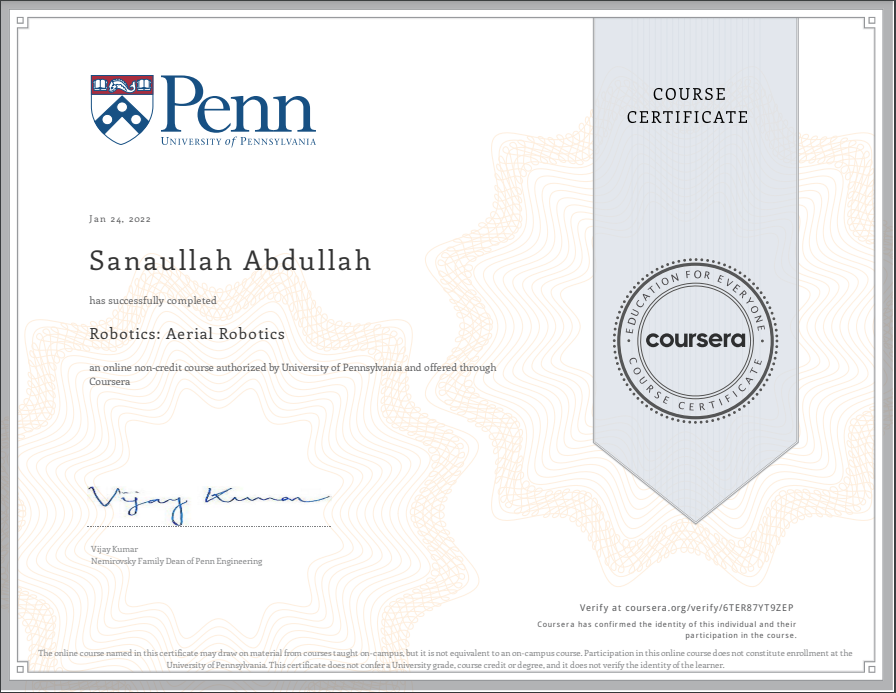 Penn
UNIVERSITY of PENNSYLVANIA
COURSE
CERTIFICATE
Jan 24, 2022
Sanaullah Abdullah
has successfully completed
Robotics: Aerial Robotics
an online non-credit course authorized by University of Pennsylvania and offered through
Coursera
EDUCATION FOR EVERYONE
coursera
COURSE CERTIFICATE
Vijay Kumar
Vijay Kumar
Nemirovsky Family Dean of Penn Engineering
Verify at coursera.org/verify/6TER87YT9ZEP
Coursera has confirmed the identity of this individual and their
participation in the course.
The online course named in this certificate may draw on material from courses taught on-campus, but it is not equivalent to an on-campus course. Participation in this online course does not constitute enrollment at the
University of Pennsylvania. This certificate does not confer a University grade, course credit or degree, and it does not verify the identity of the learner.